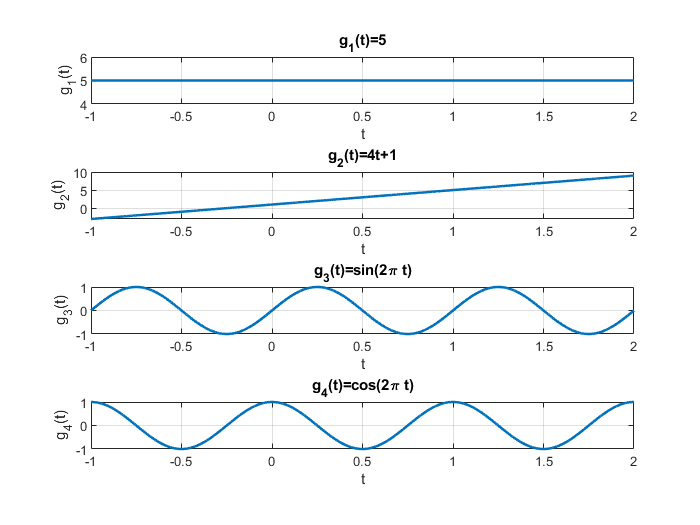 g₁(t)=5
6
5
4
g₁(t)
-1 -0.5 0 0.5 1 1.5 2
t
g₂(t)=4t+1
10
5
0
g₂(t)
-1 -0.5 0 0.5 1 1.5 2
t
g₃(t)=sin(2π t)
1
0
-1
g₃(t)
-1 -0.5 0 0.5 1 1.5 2
t
g₄(t)=cos(2π t)
1
0
-1
g₄(t)
-1 -0.5 0 0.5 1 1.5 2
t